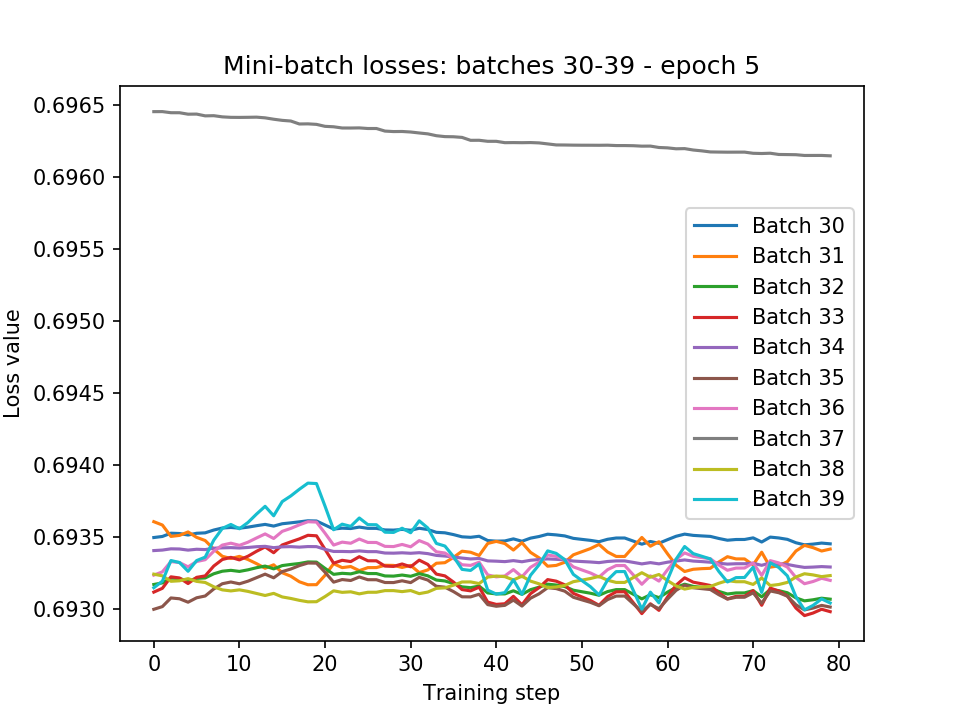 Mini-batch losses: batches 30-39 - epoch 5
0.6965
0.6960
0.6955
0.6950
0.6945
0.6940
0.6935
0.6930
Loss value
Batch 30
Batch 31
Batch 32
Batch 33
Batch 34
Batch 35
Batch 36
Batch 37
Batch 38
Batch 39
0 10 20 30 40 50 60 70 80
Training step